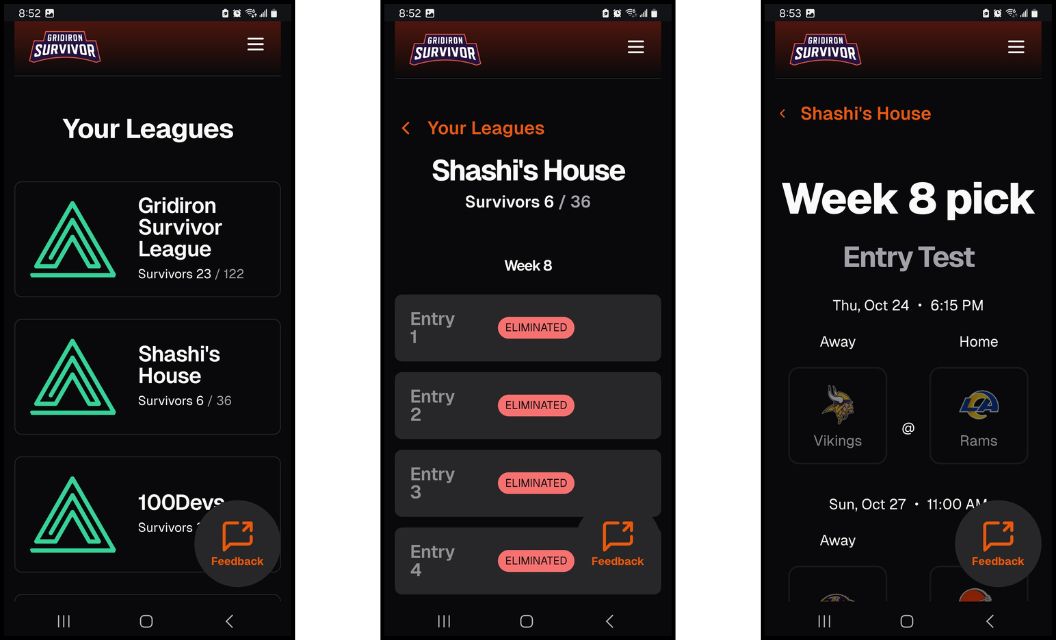 8:52
GRIDIRON
SURVIVOR
Your Leagues
Gridiron
Survivor
League
Survivors 23 / 122
Shashi's
House
Survivors 6 / 36
100Devs
Survivors
Feedback
8:52
GRIDIRON
SURVIVOR
Your Leagues
Shashi's House
Survivors 6 / 36
Week 8
Entry
1
ELIMINATED
Entry
2
ELIMINATED
Entry
3
ELIMINATED
Entry
4
ELIMINATED
Feedback
8:53
GRIDIRON
SURVIVOR
Shashi's House
Week 8 pick
Entry Test
Thu, Oct 24 • 6:15 PM
Away
Home
Vikings
@
Rams
Sun, Oct 27 • 11:00 AM
Away
Feedback